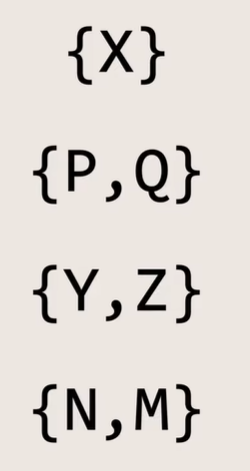 {X}
{P,Q}
{Y,Z}
{N,M}